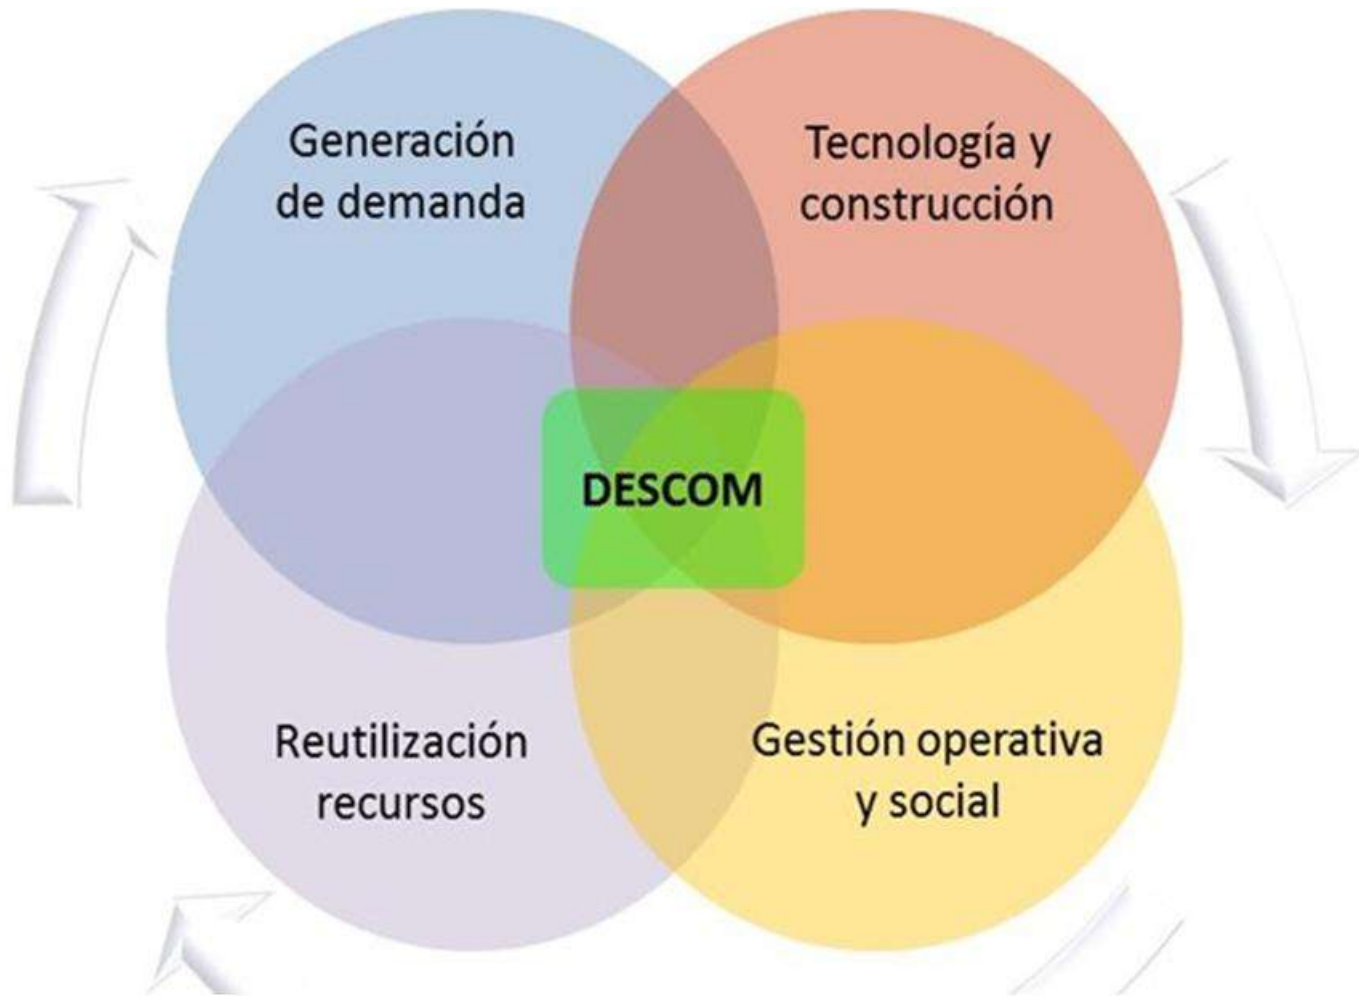 Generación
de demanda
Tecnología y
construcción
DESCOM
Reutilización
recursos
Gestión operativa
y social